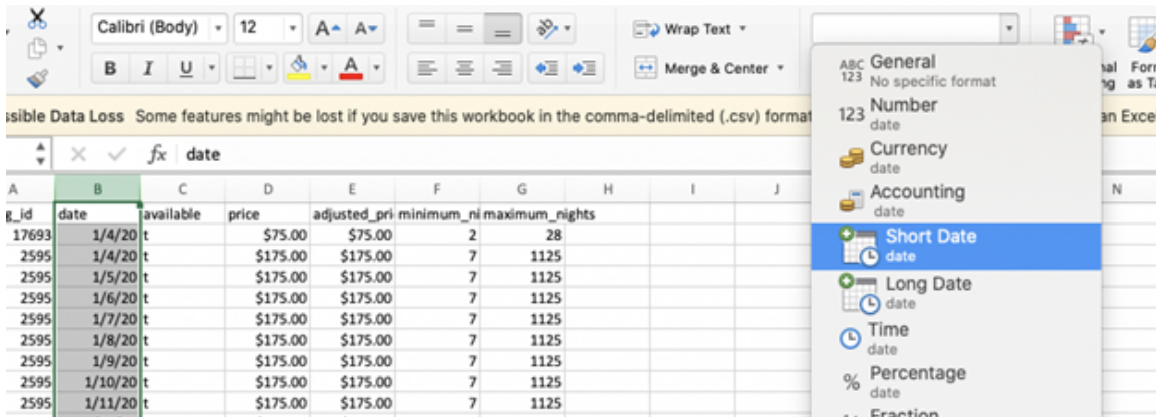 Calibri (Body) 12 A A
Wrap Text
B I U A
Merge & Center
ABC 123 General
No specific format
123 Number
date
Currency
date
Accounting
date
Short Date
date
Long Date
date
Time
date
% Percentage
date
Fraction
Data Loss Some features might be lost if you save this workbook in the comma-delimited (.csv)
fx date
A B C D E F G H I J N
date available price adjusted_pri minimum_ni maximum_nights
17693 1/4/20 t $75.00 $75.00 2 28
2595 1/4/20 t $175.00 $175.00 7 1125
2595 1/5/20 t $175.00 $175.00 7 1125
2595 1/6/20 t $175.00 $175.00 7 1125
2595 1/7/20 t $175.00 $175.00 7 1125
2595 1/8/20 t $175.00 $175.00 7 1125
2595 1/9/20 t $175.00 $175.00 7 1125
2595 1/10/20 t $175.00 $175.00 7 1125
2595 1/11/20 t $175.00 $175.00 7 1125